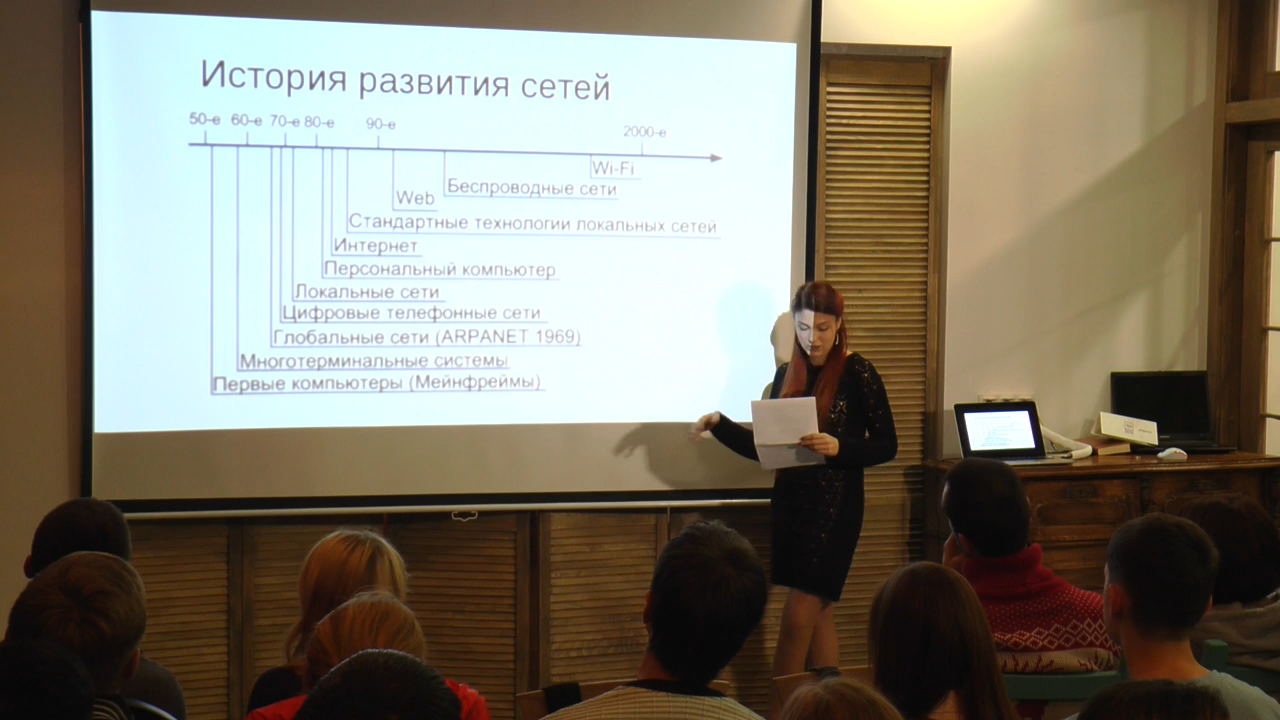 История развития сетей
50-е 60-е 70-е 80-е 90-е 2000-е
Wi-Fi
Беспроводные сети
Web
Стандартные технологии локальных сетей
Интернет
Персональный компьютер
Локальные сети
Цифровые телефонные сети
Глобальные сети (ARPANET 1969)
Многотерминальные системы
Первые компьютеры (Мейнфреймы)